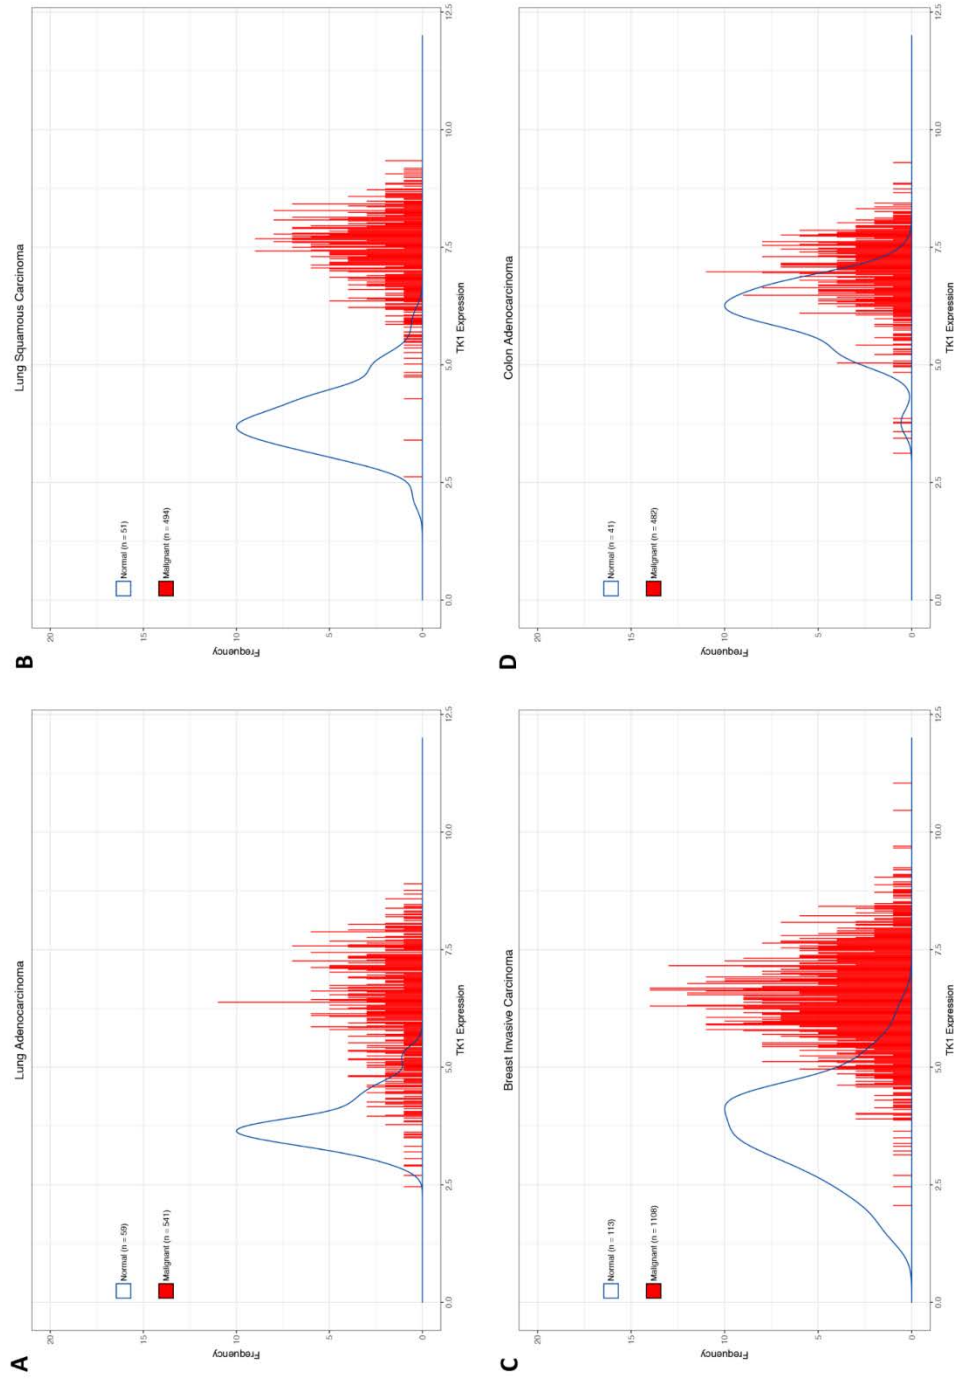 A
Lung Adenocarcinoma
20
15
10
5
0
Frequency
Normal (n = 59)
Malignant (n = 541)
0.0 2.5 5.0 7.5 10.0 12.5
TK1 Expression
B
Lung Squamous Carcinoma
20
15
10
5
0
Frequency
Normal (n = 51)
Malignant (n = 494)
0.0 2.5 5.0 7.5 10.0 12.5
TK1 Expression
C
Breast Invasive Carcinoma
20
15
10
5
0
Frequency
Normal (n = 113)
Malignant (n = 1108)
0.0 2.5 5.0 7.5 10.0 12.5
TK1 Expression
D
Colon Adenocarcinoma
20
15
10
5
0
Frequency
Normal (n = 41)
Malignant (n = 482)
0.0 2.5 5.0 7.5 10.0 12.5
TK1 Expression